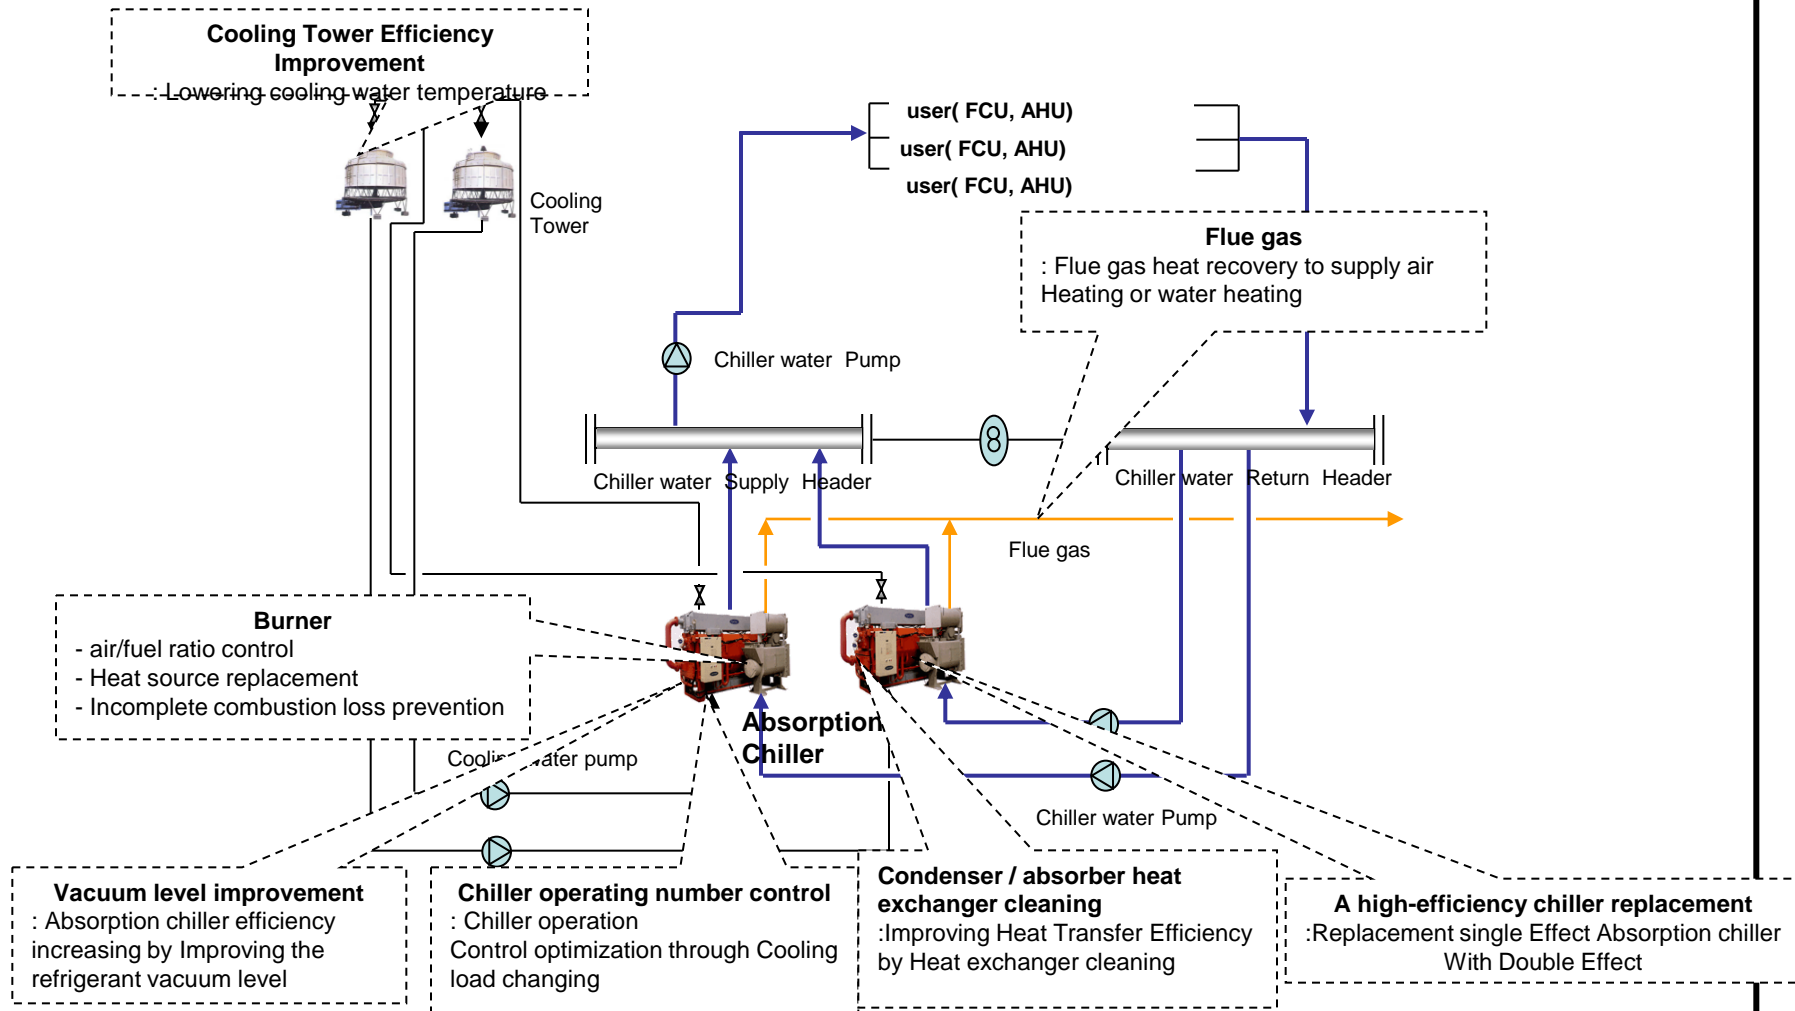 Cooling Tower Efficiency
Improvement
: Lowering cooling water temperature
user( FCU, AHU)
user( FCU, AHU)
user( FCU, AHU)
Cooling
Tower
Flue gas
: Flue gas heat recovery to supply air
Heating or water heating
Chiller water Pump
Chiller water Supply Header
Chiller water Return Header
Flue gas
Burner
- air/fuel ratio control
- Heat source replacement
- Incomplete combustion loss prevention
Absorption
Chiller
Cooling water pump
Chiller water Pump
Vacuum level improvement
: Absorption chiller efficiency
increasing by Improving the
refrigerant vacuum level
Chiller operating number control
: Chiller operation
Control optimization through Cooling
load changing
Condenser / absorber heat
exchanger cleaning
:Improving Heat Transfer Efficiency
by Heat exchanger cleaning
A high-efficiency chiller replacement
:Replacement single Effect Absorption chiller
With Double Effect